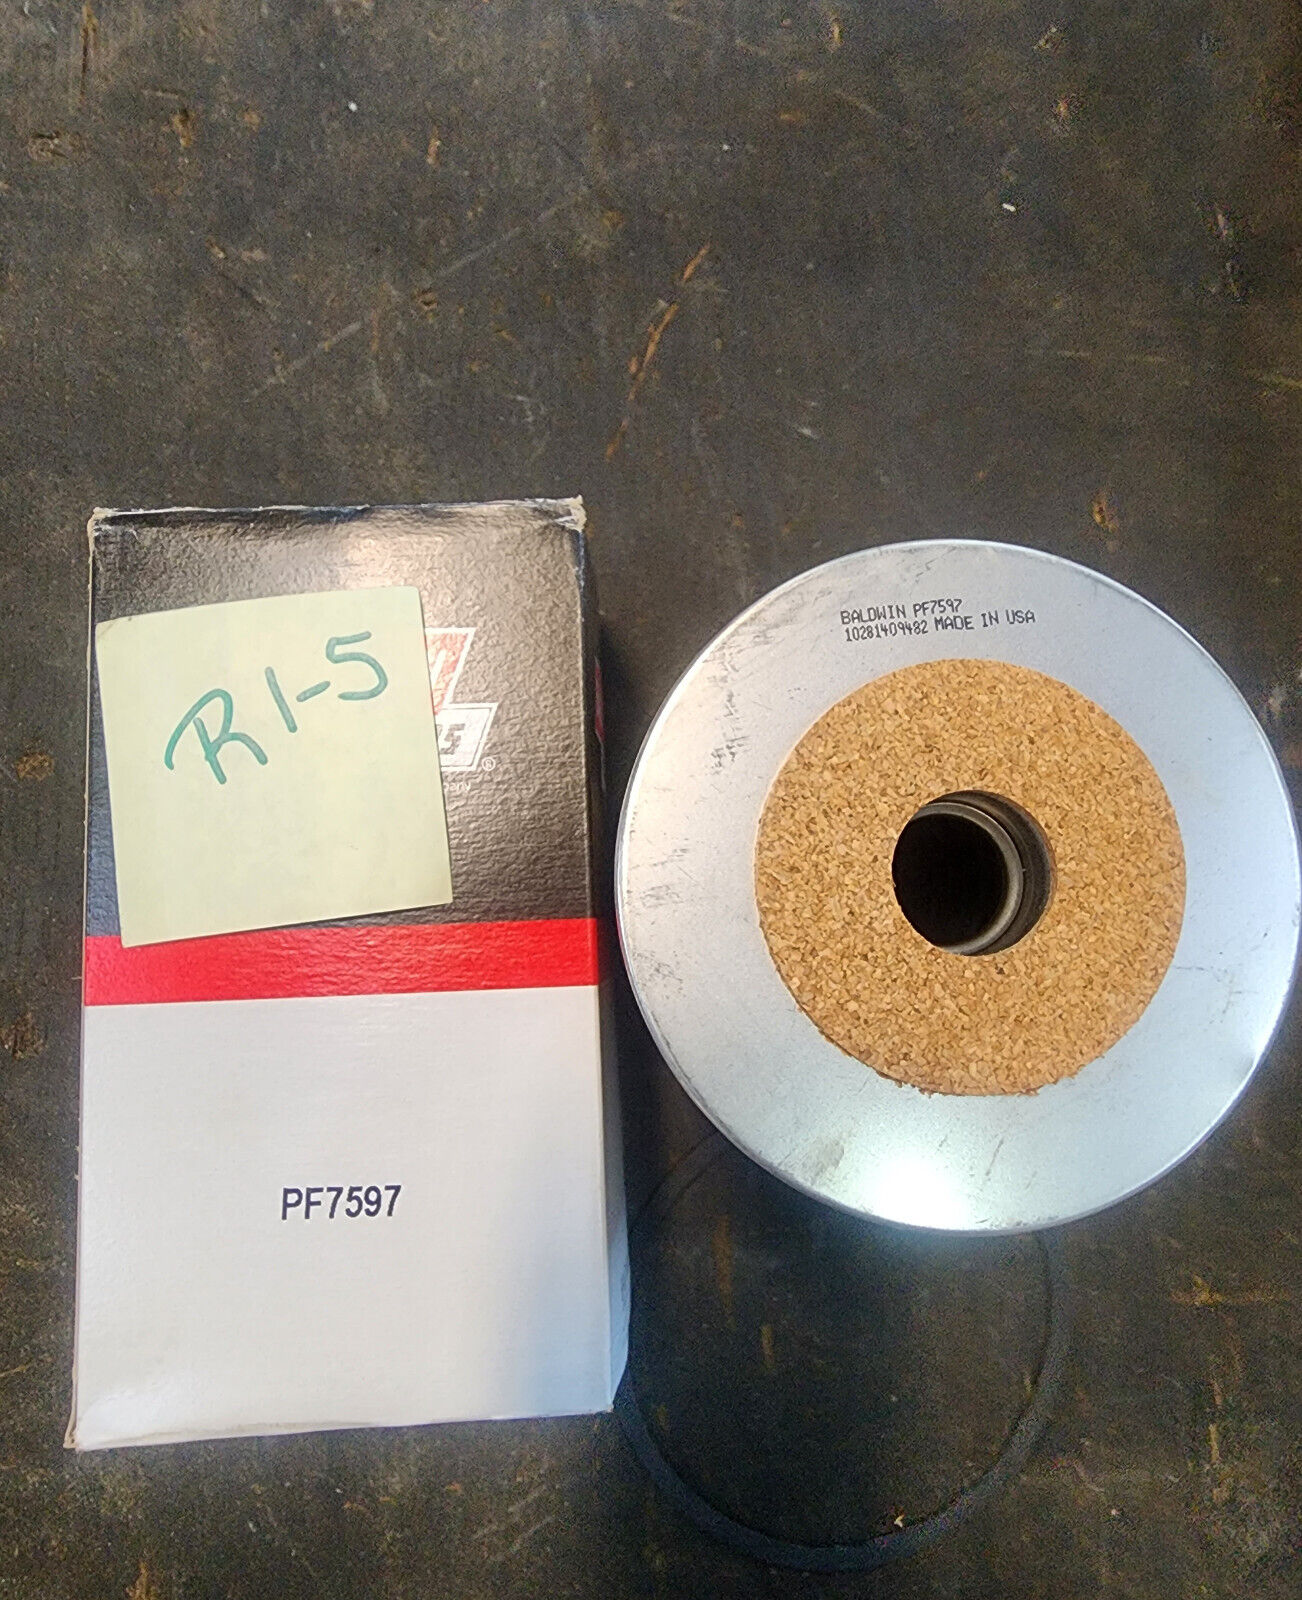 R1-5
®
PF7597
BALDWIN PF7597
10281409482 MADE IN USA